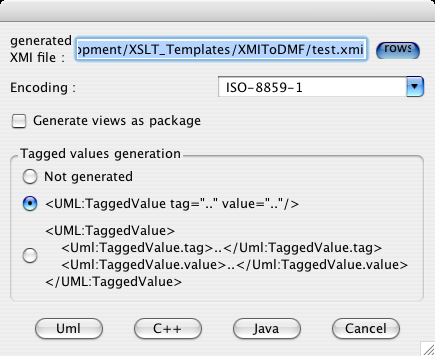 generated
XMI file : opment/XSLT_Templates/XMIToDMF/test.xmi rows
Encoding : ISO-8859-1
Generate views as package
Tagged values generation
Not generated
<UML:TaggedValue tag=".." value=".."/>
<UML:TaggedValue>
<Uml:TaggedValue.tag>..</Uml:TaggedValue.tag>
<Uml:TaggedValue.value>..</Uml:TaggedValue.value>
</UML:TaggedValue>
Uml C++ Java Cancel